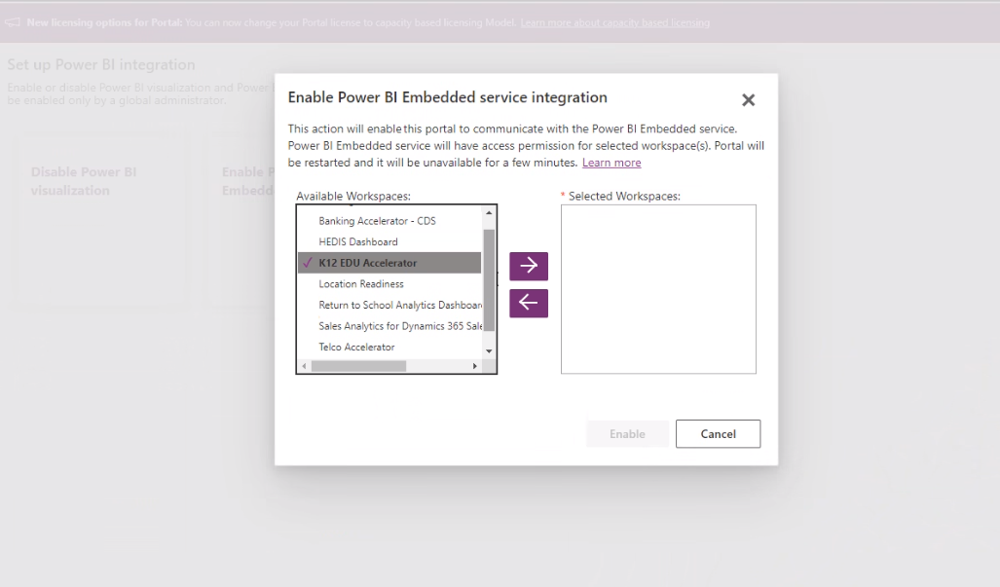 New licensing options for Portal: You can now change your Portal license to capacity based licensing Model. Learn more about capacity based licensing
Set up Power BI integration
Enable or disable Power BI visualization and Power
be enabled only by a global administrator.
Disable Power BI
visualization
Enable P
Embedd
Enable Power BI Embedded service integration
This action will enable this portal to communicate with the Power BI Embedded service.
Power BI Embedded service will have access permission for selected workspace(s). Portal will
be restarted and it will be unavailable for a few minutes. Learn more
Available Workspaces:
* Selected Workspaces:
Banking Accelerator - CDS
HEDIS Dashboard
K12 EDU Accelerator
Location Readiness
Return to School Analytics Dashboar
Sales Analytics for Dynamics 365 Sale
Telco Accelerator
Enable
Cancel